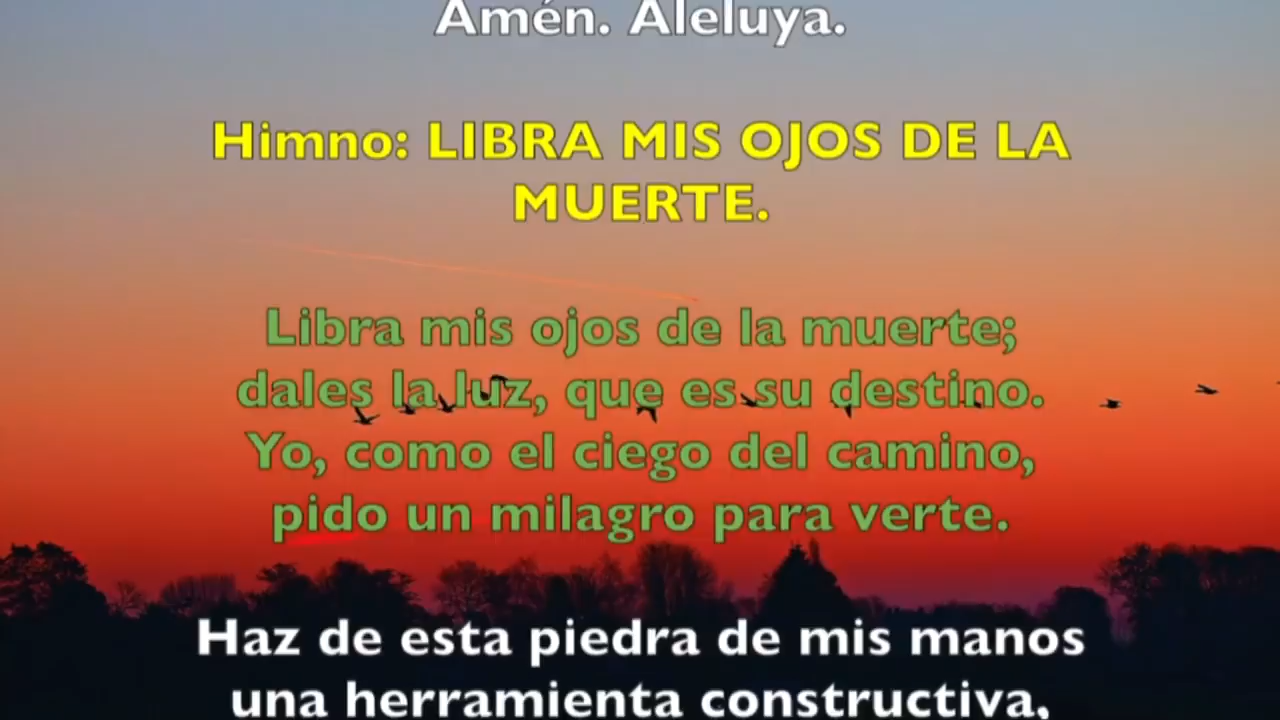 Amén. Aleluya.
Himno: LIBRA MIS OJOS DE LA
MUERTE.
Libra mis ojos de la muerte;
dales la luz, que es su destino.
Yo, como el ciego del camino,
pido un milagro para verte.
Haz de esta piedra de mis manos
una herramienta constructiva,